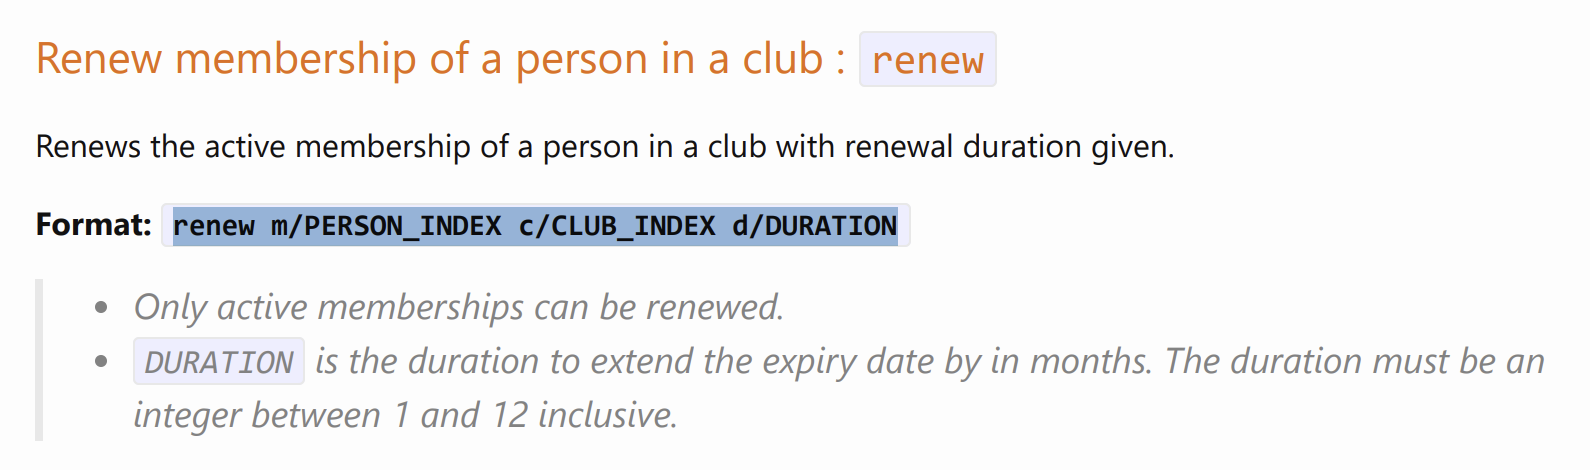 Renew membership of a person in a club : renew
Renews the active membership of a person in a club with renewal duration given.
Format: renew m/PERSON_INDEX c/CLUB_INDEX d/DURATION
Only active memberships can be renewed.
DURATION is the duration to extend the expiry date by in months. The duration must be an
integer between 1 and 12 inclusive.